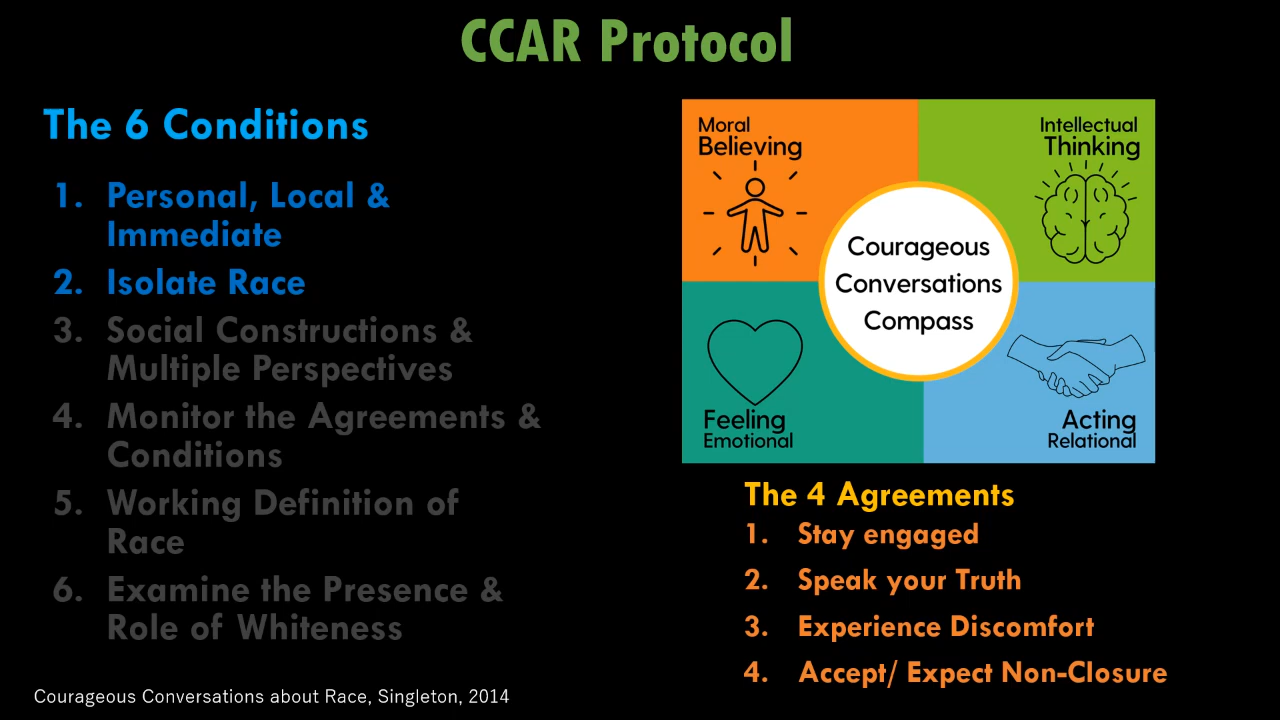 CCAR Protocol
The 6 Conditions
1. Personal, Local &
Immediate
2. Isolate Race
3. Social Constructions &
Multiple Perspectives
4. Monitor the Agreements &
Conditions
5. Working Definition of
Race
6. Examine the Presence &
Role of Whiteness
Moral
Believing
Intellectual
Thinking
Courageous
Conversations
Compass
Feeling
Emotional
Acting
Relational
The 4 Agreements
1. Stay engaged
2. Speak your Truth
3. Experience Discomfort
4. Accept/ Expect Non-Closure
Courageous Conversations about Race, Singleton, 2014